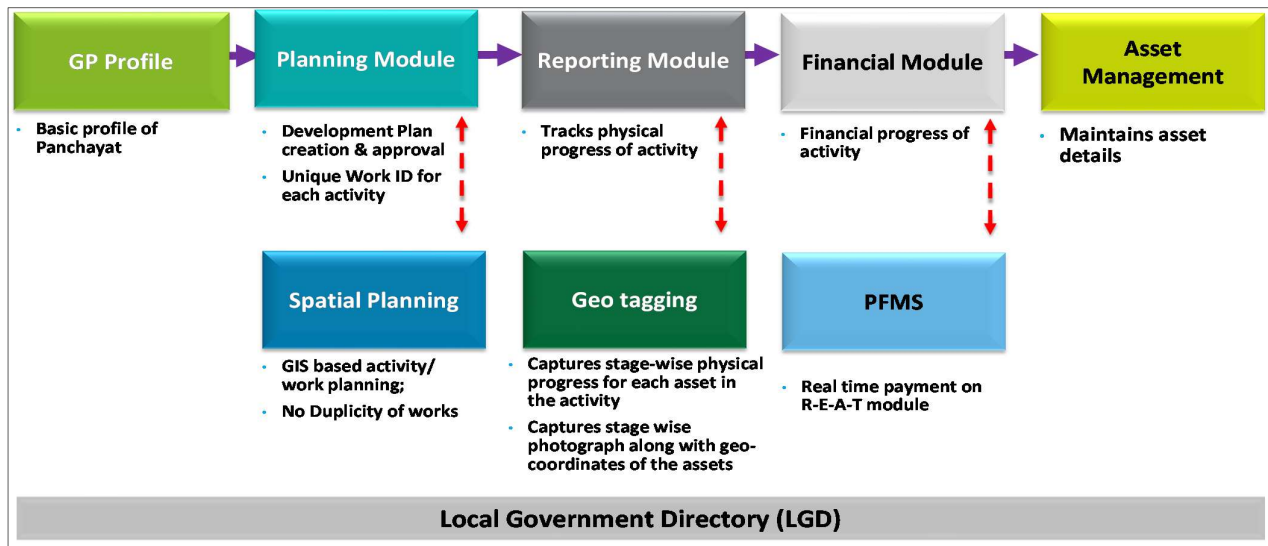 GP Profile
Basic profile of
Panchayat
Planning Module
Development Plan
creation & approval
Unique Work ID for
each activity
Reporting Module
Tracks physical
progress of activity
Financial Module
Financial progress of
activity
Asset
Management
Maintains asset
details
Spatial Planning
GIS based activity/
work planning;
No Duplicity of works
Geo tagging
Captures stage-wise physical
progress for each asset in
the activity
Captures stage wise
photograph along with geo-
coordinates of the assets
PFMS
Real time payment on
R-E-A-T module
Local Government Directory (LGD)